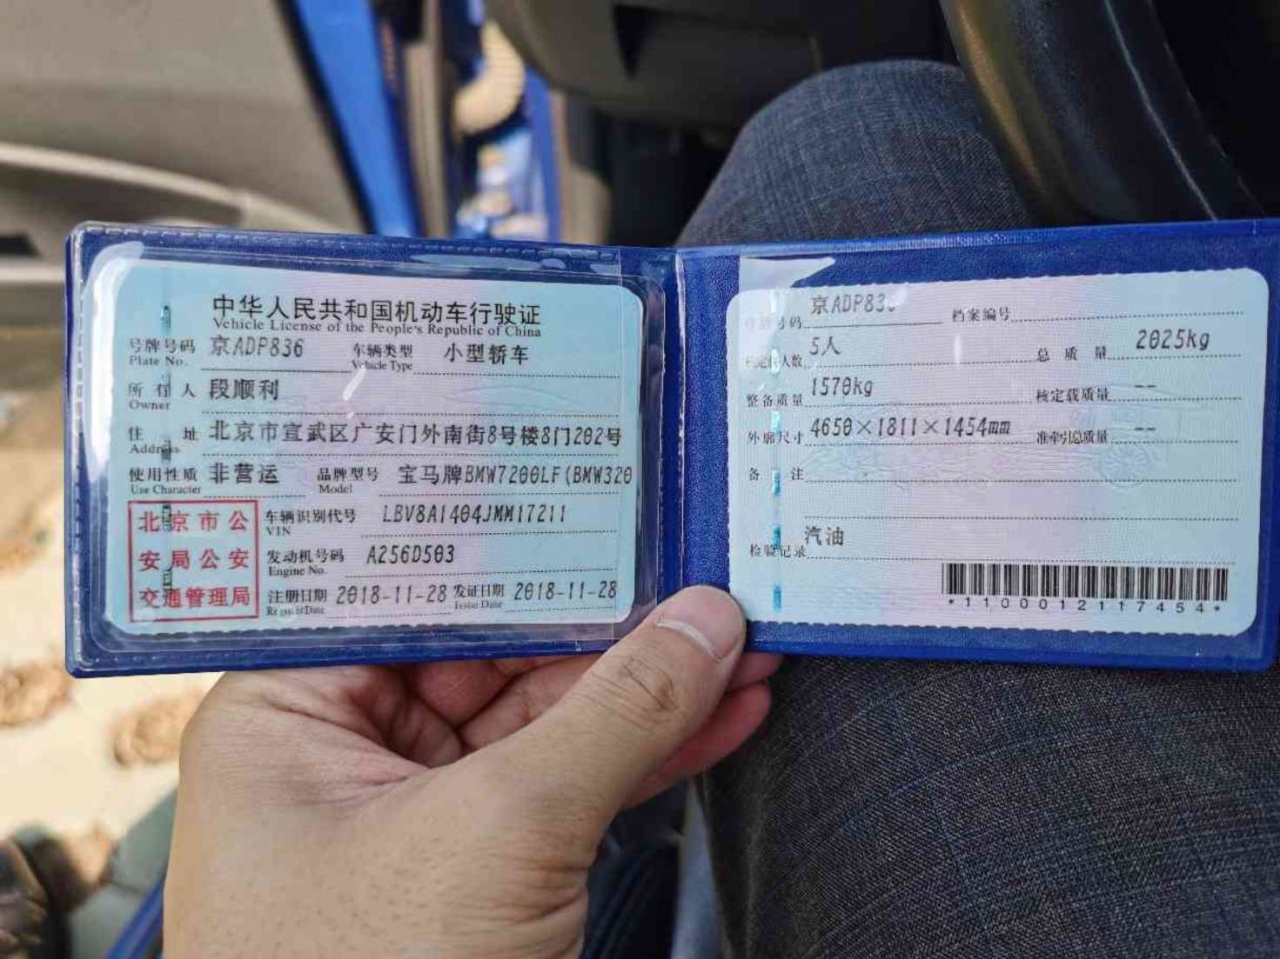 中华人民共和国机动车行驶证
Vehicle License of the People's Republic of China
号牌号码 京ADP836 车辆类型 小型轿车
Plate No. Vehicle Type
所有人 段顺利
Owner
住址 北京市宣武区广安门外南街8号楼8门202号
Address
使用性质 非营运 品牌型号 宝马牌BMW7200LF(BMW320
Use Character Model
北京市公
安局公安
交通管理局
车辆识别代号 LBV8A1404JMM17211
VIN
发动机号码 A256D503
Engine No.
注册日期 2018-11-28 发证日期 2018-11-28
Register Date Issue Date
号码 京ADP83 档案编号
人数 5人 总质量 2025kg
整备质量 1570kg 核定载质量 --
外廓尺寸 4650×1811×1454mm 准牵引总质量 --
备注
汽油
检验记录
*1100012117454*